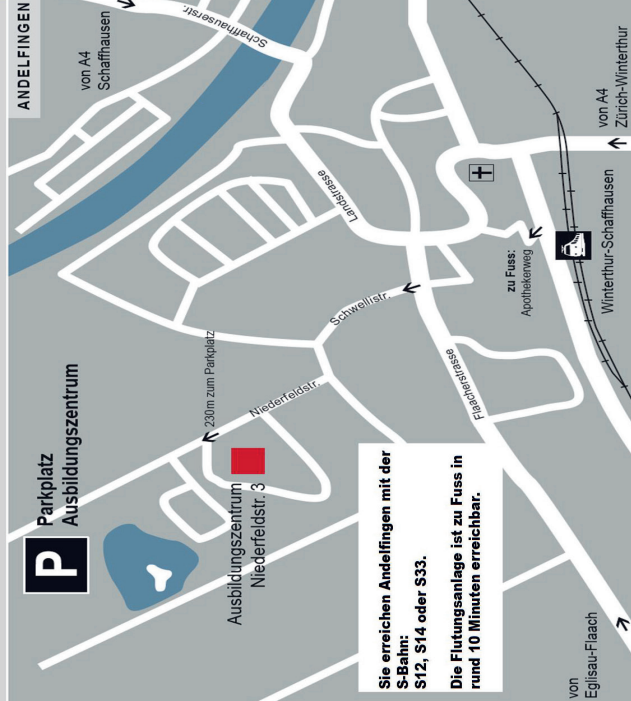 ANDELFINGEN
von A4
Schaffhausen
Schaffhauserstr.
Landstrasse
von A4
Zürich-Winterthur
Winterthur-Schaffhausen
zu Fuss:
Apothekerweg
Schwellistr.
Flaacherstrasse
230m zum Parkplatz
Niederfeldstr.
P
Parkplatz
Ausbildungszentrum
Ausbildungszentrum
Niederfeldstr. 3
Sie erreichen Andelfingen mit der
S-Bahn:
S12, S14 oder S33.
Die Flutungsanlage ist zu Fuss in
rund 10 Minuten erreichbar.
von
Eglisau-Flaach